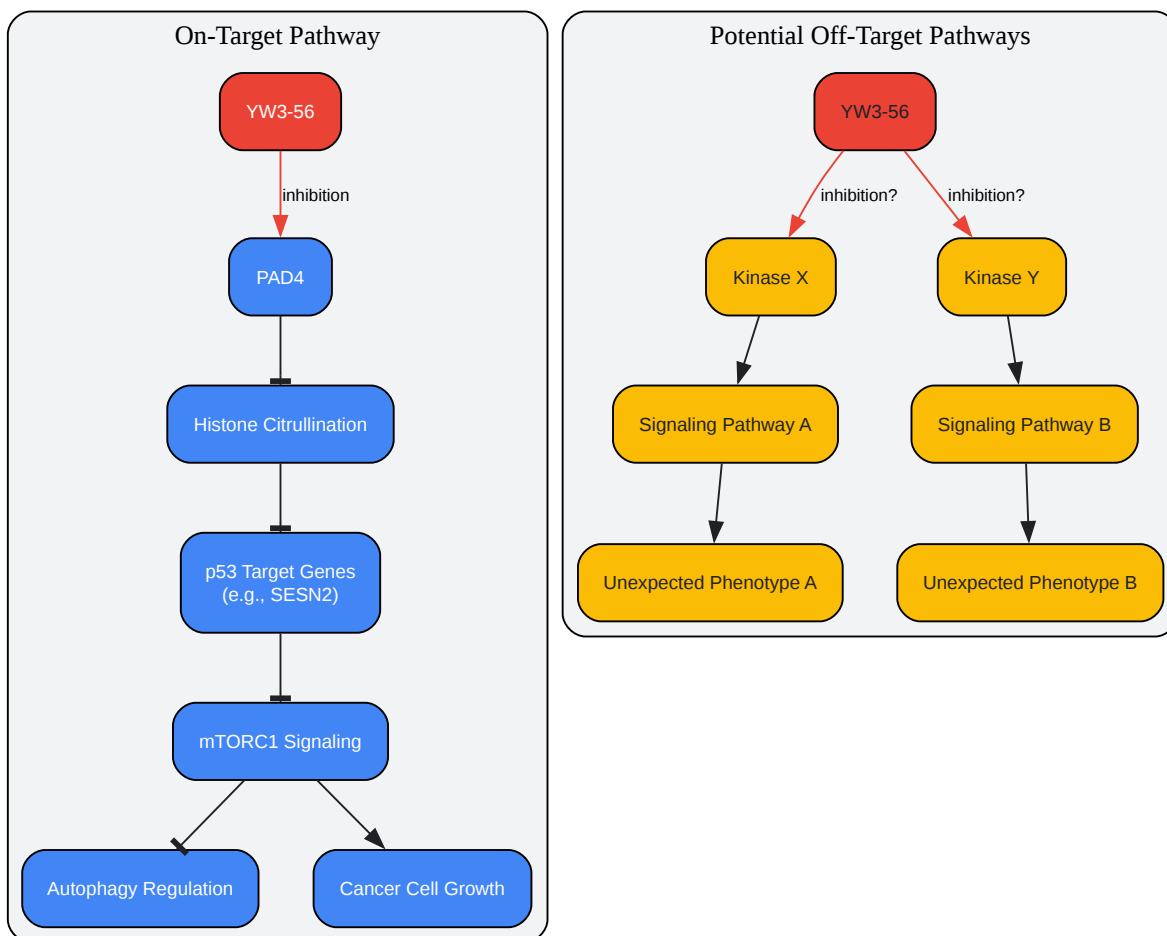 On-Target Pathway
YW3-56
inhibition
PAD4
Histone Citrullination
p53 Target Genes
(e.g., SESN2)
mTORC1 Signaling
Autophagy Regulation
Cancer Cell Growth
Potential Off-Target Pathways
YW3-56
inhibition?
inhibition?
Kinase X
Kinase Y
Signaling Pathway A
Signaling Pathway B
Unexpected Phenotype A
Unexpected Phenotype B